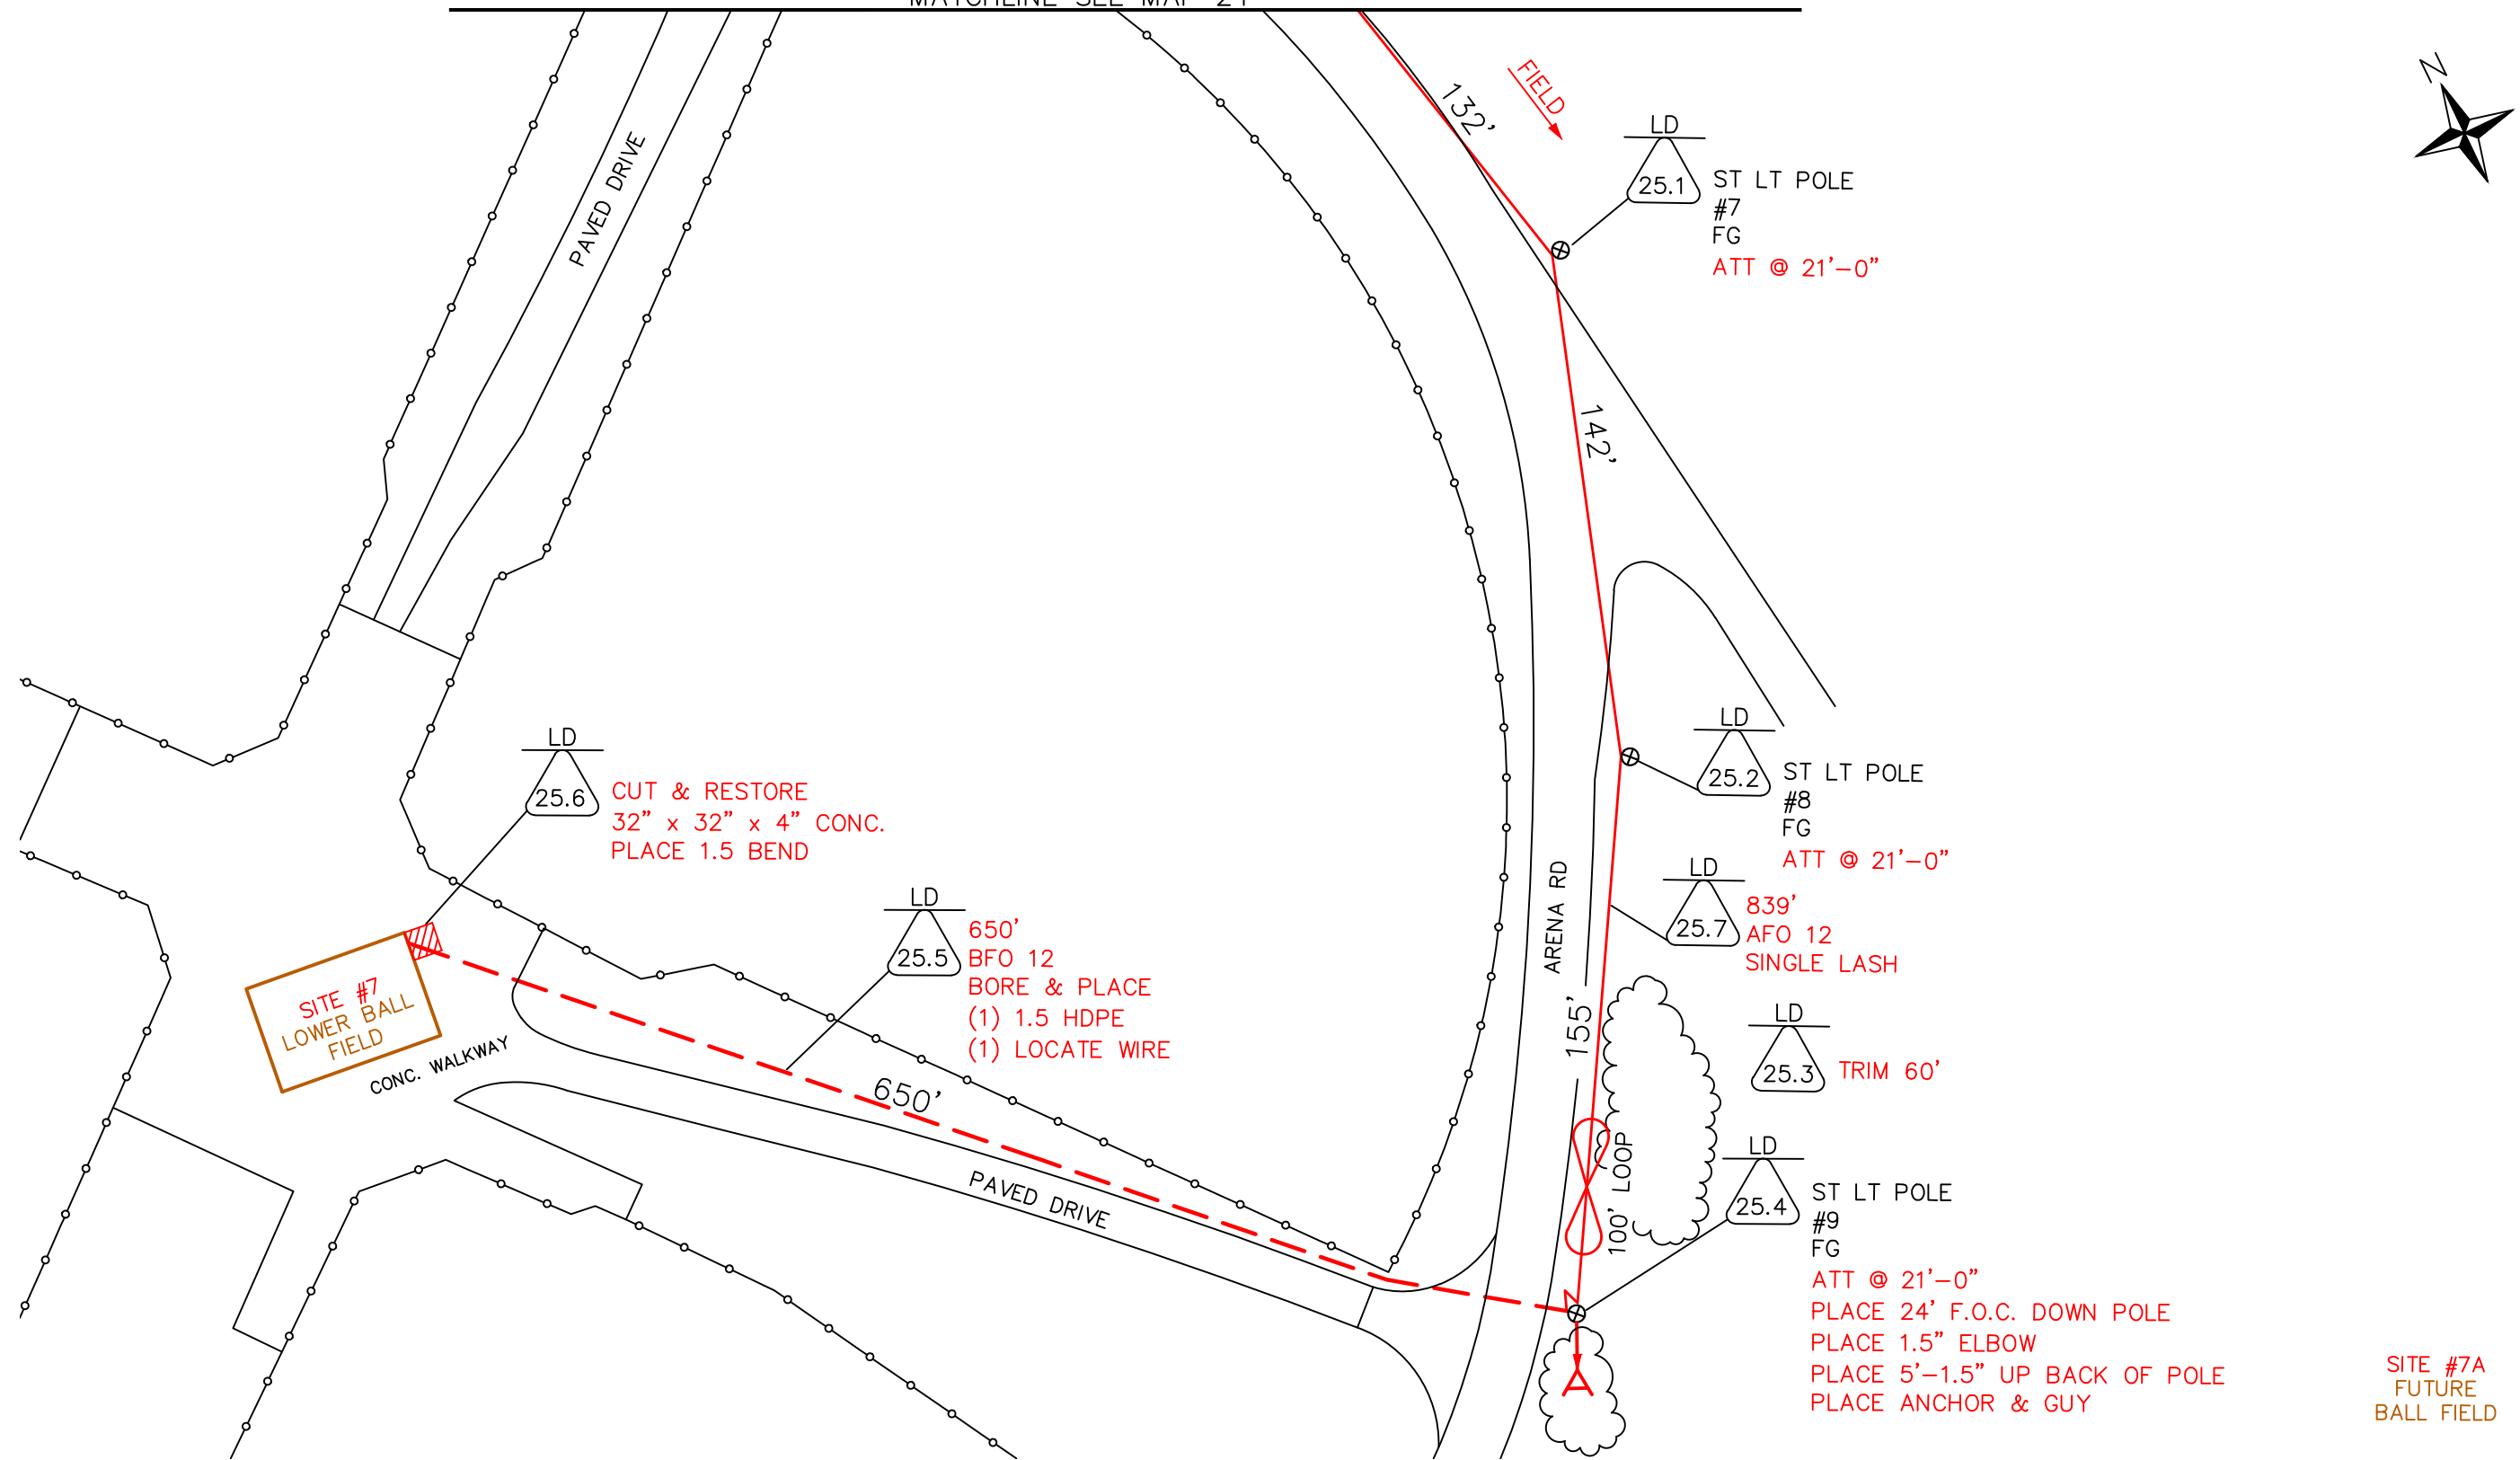 MATCHLINE SEE MAP 24
N
FIELD
132'
PAVED DRIVE
LD
25.1
ST LT POLE
#7
FG
ATT @ 21'-0"
142'
LD
25.2
ST LT POLE
#8
FG
ATT @ 21'-0"
LD
25.6
CUT & RESTORE
32" x 32" x 4" CONC.
PLACE 1.5 BEND
LD
25.5
650'
BFO 12
BORE & PLACE
(1) 1.5 HDPE
(1) LOCATE WIRE
ARENA RD
LD
25.7
839'
AFO 12
SINGLE LASH
155'
LD
25.3
TRIM 60'
SITE #7
LOWER BALL
FIELD
CONC. WALKWAY
650'
PAVED DRIVE
100' LOOP
LD
25.4
ST LT POLE
#9
FG
ATT @ 21'-0"
PLACE 24' F.O.C. DOWN POLE
PLACE 1.5" ELBOW
PLACE 5'-1.5" UP BACK OF POLE
PLACE ANCHOR & GUY
SITE #7A
FUTURE
BALL FIELD